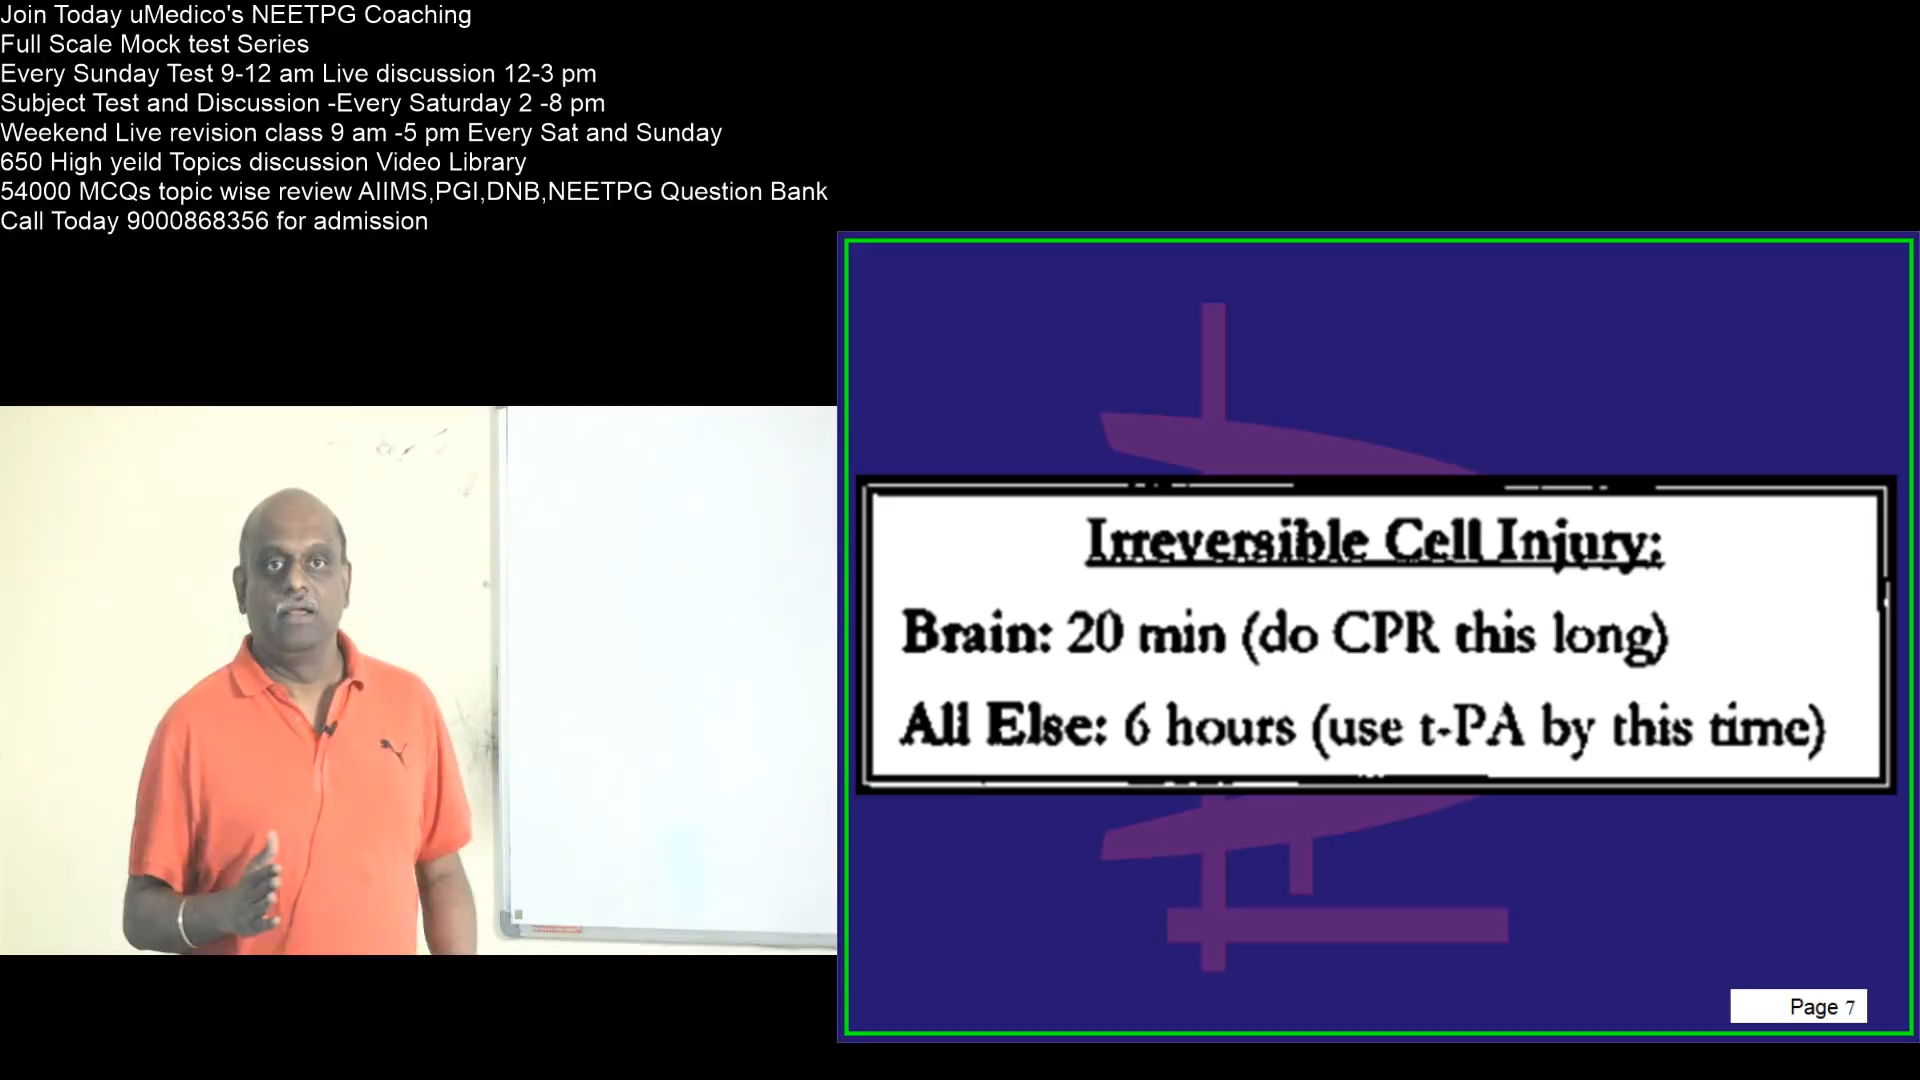 Join Today uMedico's NEETPG Coaching
Full Scale Mock test Series
Every Sunday Test 9-12 am Live discussion 12-3 pm
Subject Test and Discussion -Every Saturday 2 -8 pm
Weekend Live revision class 9 am -5 pm Every Sat and Sunday
650 High yeild Topics discussion Video Library
54000 MCQs topic wise review AIIMS,PGI,DNB,NEETPG Question Bank
Call Today 9000868356 for admission
Irreversible Cell Injury:
Brain: 20 min (do CPR this long)
All Else: 6 hours (use t-PA by this time)
Page 7